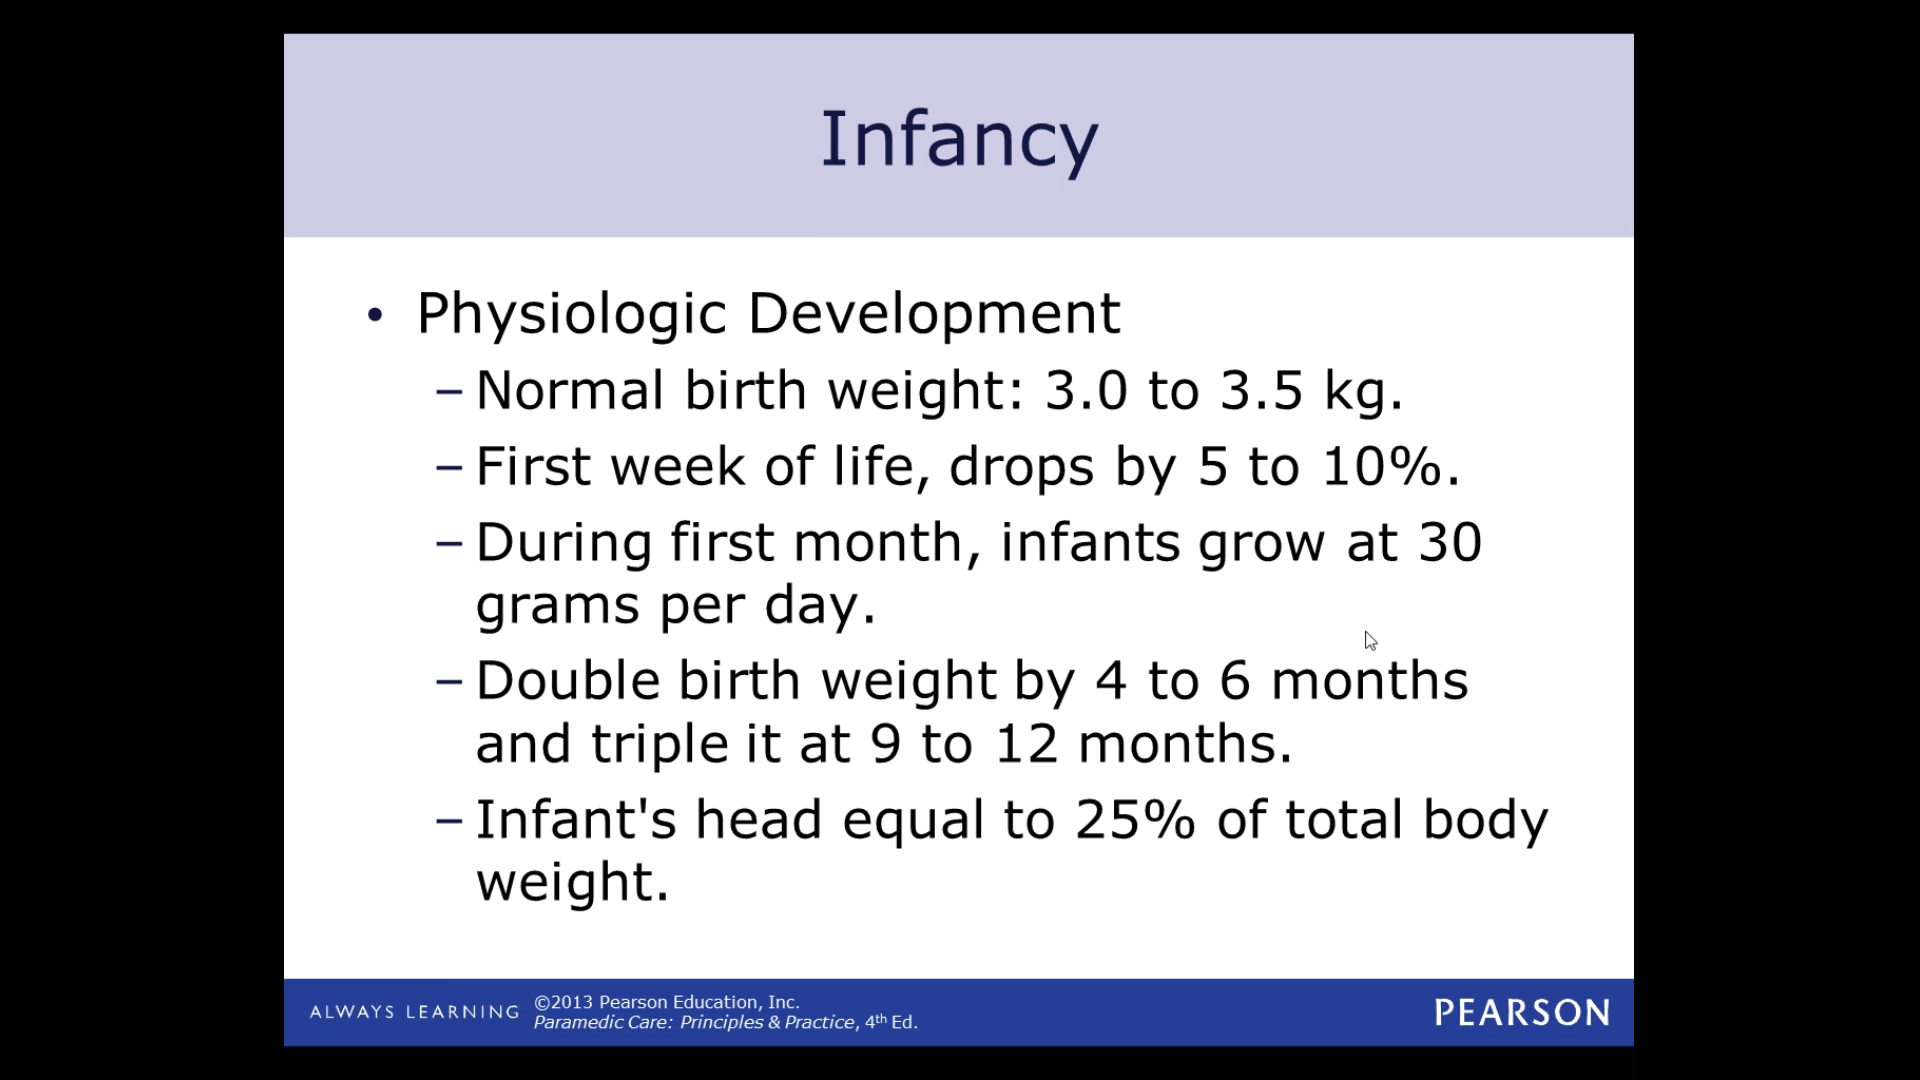 Infancy
• Physiologic Development
– Normal birth weight: 3.0 to 3.5 kg.
– First week of life, drops by 5 to 10%.
– During first month, infants grow at 30
grams per day.
– Double birth weight by 4 to 6 months
and triple it at 9 to 12 months.
– Infant's head equal to 25% of total body
weight.
ALWAYS LEARNING
©2013 Pearson Education, Inc.
Paramedic Care: Principles & Practice, 4th Ed.
PEARSON